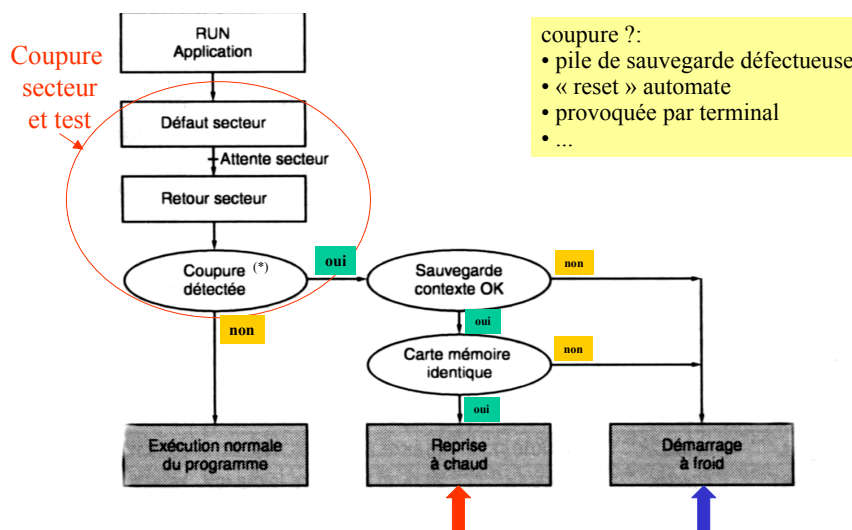 RUN
Application
coupure ?:
• pile de sauvegarde défectueuse
• « reset » automate
• provoquée par terminal
• ...
Coupure
secteur
et test
Défaut secteur
Attente secteur
Retour secteur
Coupure (*)
détectée
oui
Sauvegarde
contexte OK
non
non
oui
Carte mémoire
identique
non
oui
Exécution normale
du programme
Reprise
à chaud
Démarrage
à froid